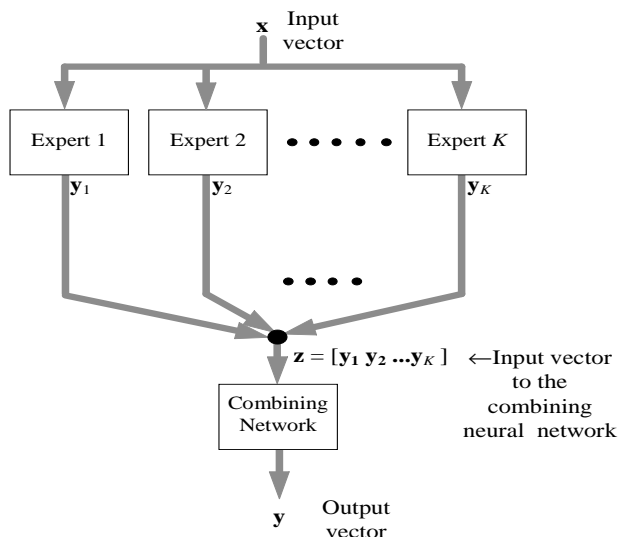 x Input
vector
Expert 1 Expert 2 Expert K
y1 y2 yK
z = [y1 y2 ...yK ] ←Input vector
to the
combining
neural network
Combining
Network
y Output
vector